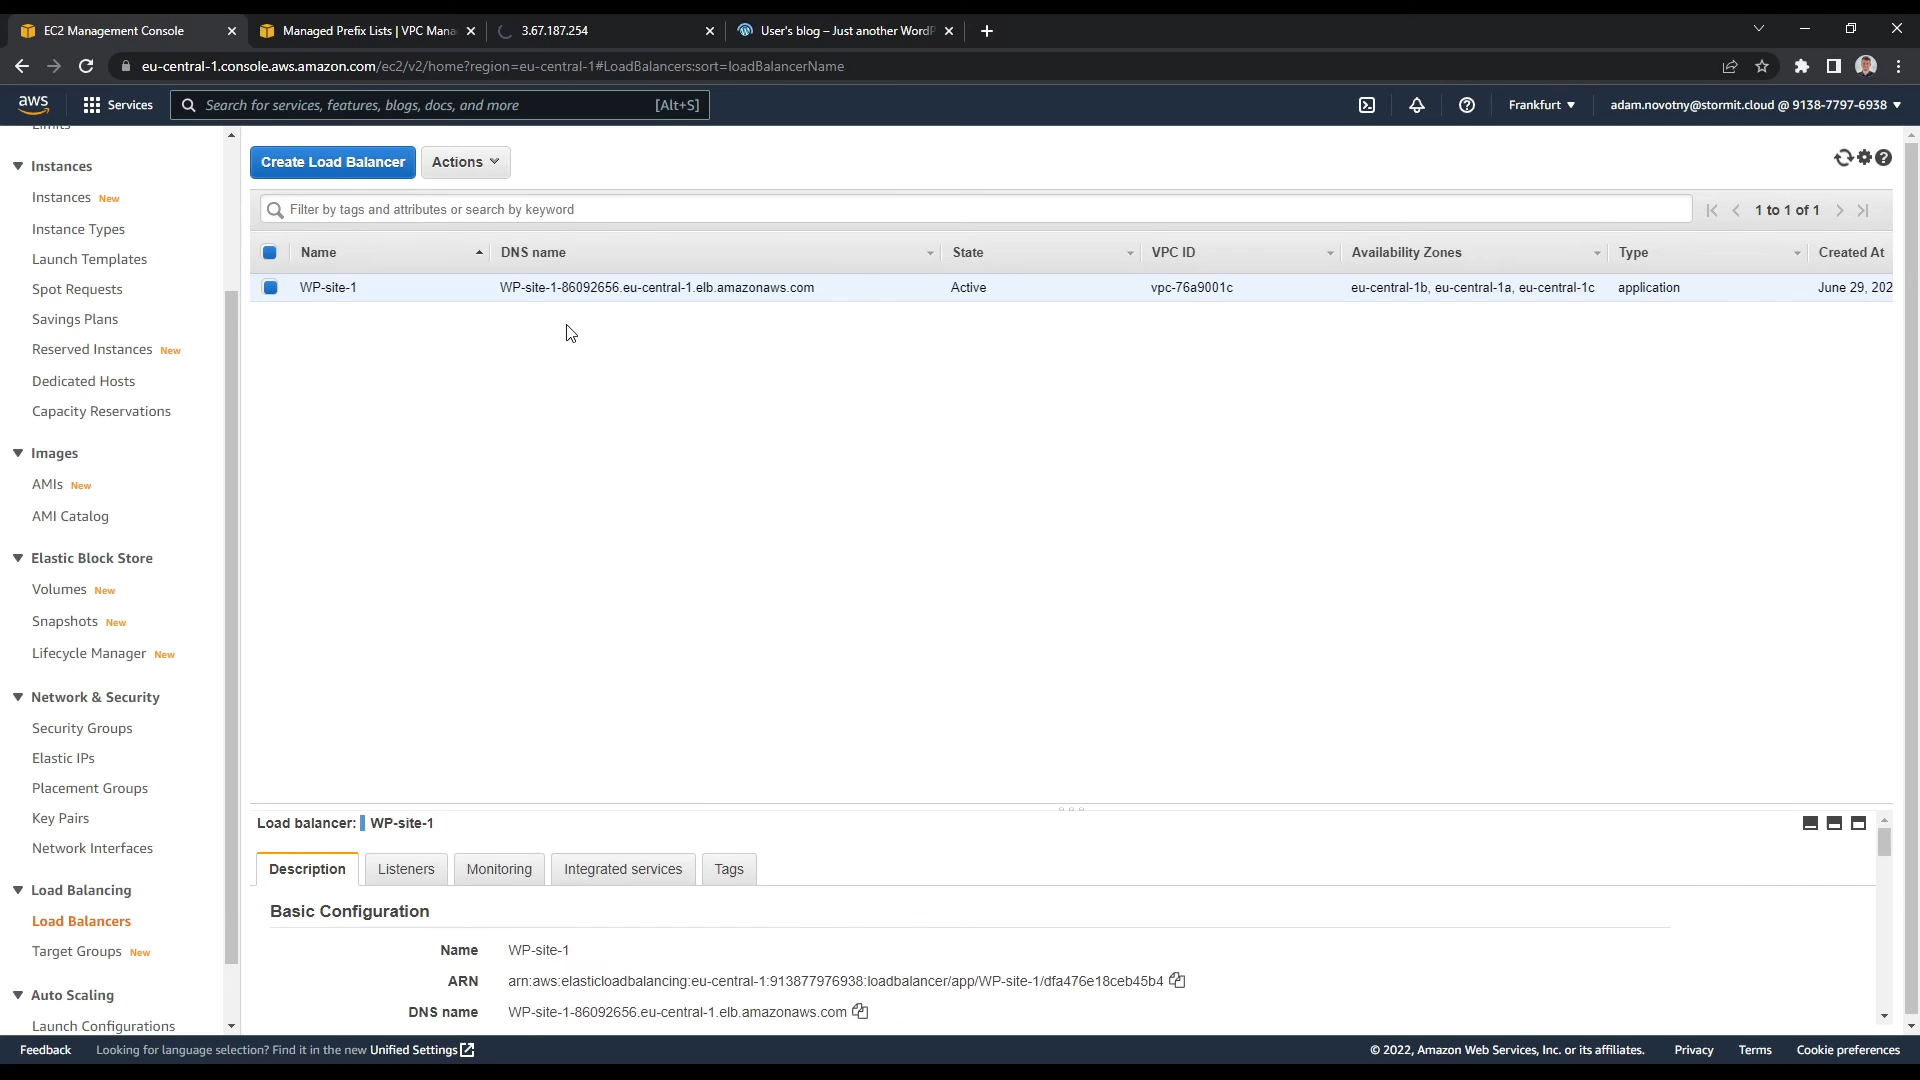 EC2 Management Console
Managed Prefix Lists | VPC Mana
3.67.187.254
User's blog – Just another WordP
eu-central-1.console.aws.amazon.com/ec2/v2/home?region=eu-central-1#LoadBalancers:sort=loadBalancerName
aws
Services
Search for services, features, blogs, docs, and more
[Alt+S]
Frankfurt
adam.novotny@stormit.cloud @ 9138-7797-6938
Limits
Instances
Instances New
Instance Types
Launch Templates
Spot Requests
Savings Plans
Reserved Instances New
Dedicated Hosts
Capacity Reservations
Images
AMIs New
AMI Catalog
Elastic Block Store
Volumes New
Snapshots New
Lifecycle Manager New
Network & Security
Security Groups
Elastic IPs
Placement Groups
Key Pairs
Network Interfaces
Load Balancing
Load Balancers
Target Groups New
Auto Scaling
Launch Configurations
Create Load Balancer
Actions
Filter by tags and attributes or search by keyword
1 to 1 of 1
Name DNS name State VPC ID Availability Zones Type Created At
WP-site-1 WP-site-1-86092656.eu-central-1.elb.amazonaws.com Active vpc-76a9001c eu-central-1b, eu-central-1a, eu-central-1c application June 29, 202
Load balancer: WP-site-1
Description Listeners Monitoring Integrated services Tags
Basic Configuration
Name WP-site-1
ARN arn:aws:elasticloadbalancing:eu-central-1:913877976938:loadbalancer/app/WP-site-1/dfa476e18ceb45b4
DNS name WP-site-1-86092656.eu-central-1.elb.amazonaws.com
Feedback
Looking for language selection? Find it in the new Unified Settings
© 2022, Amazon Web Services, Inc. or its affiliates.
Privacy
Terms
Cookie preferences